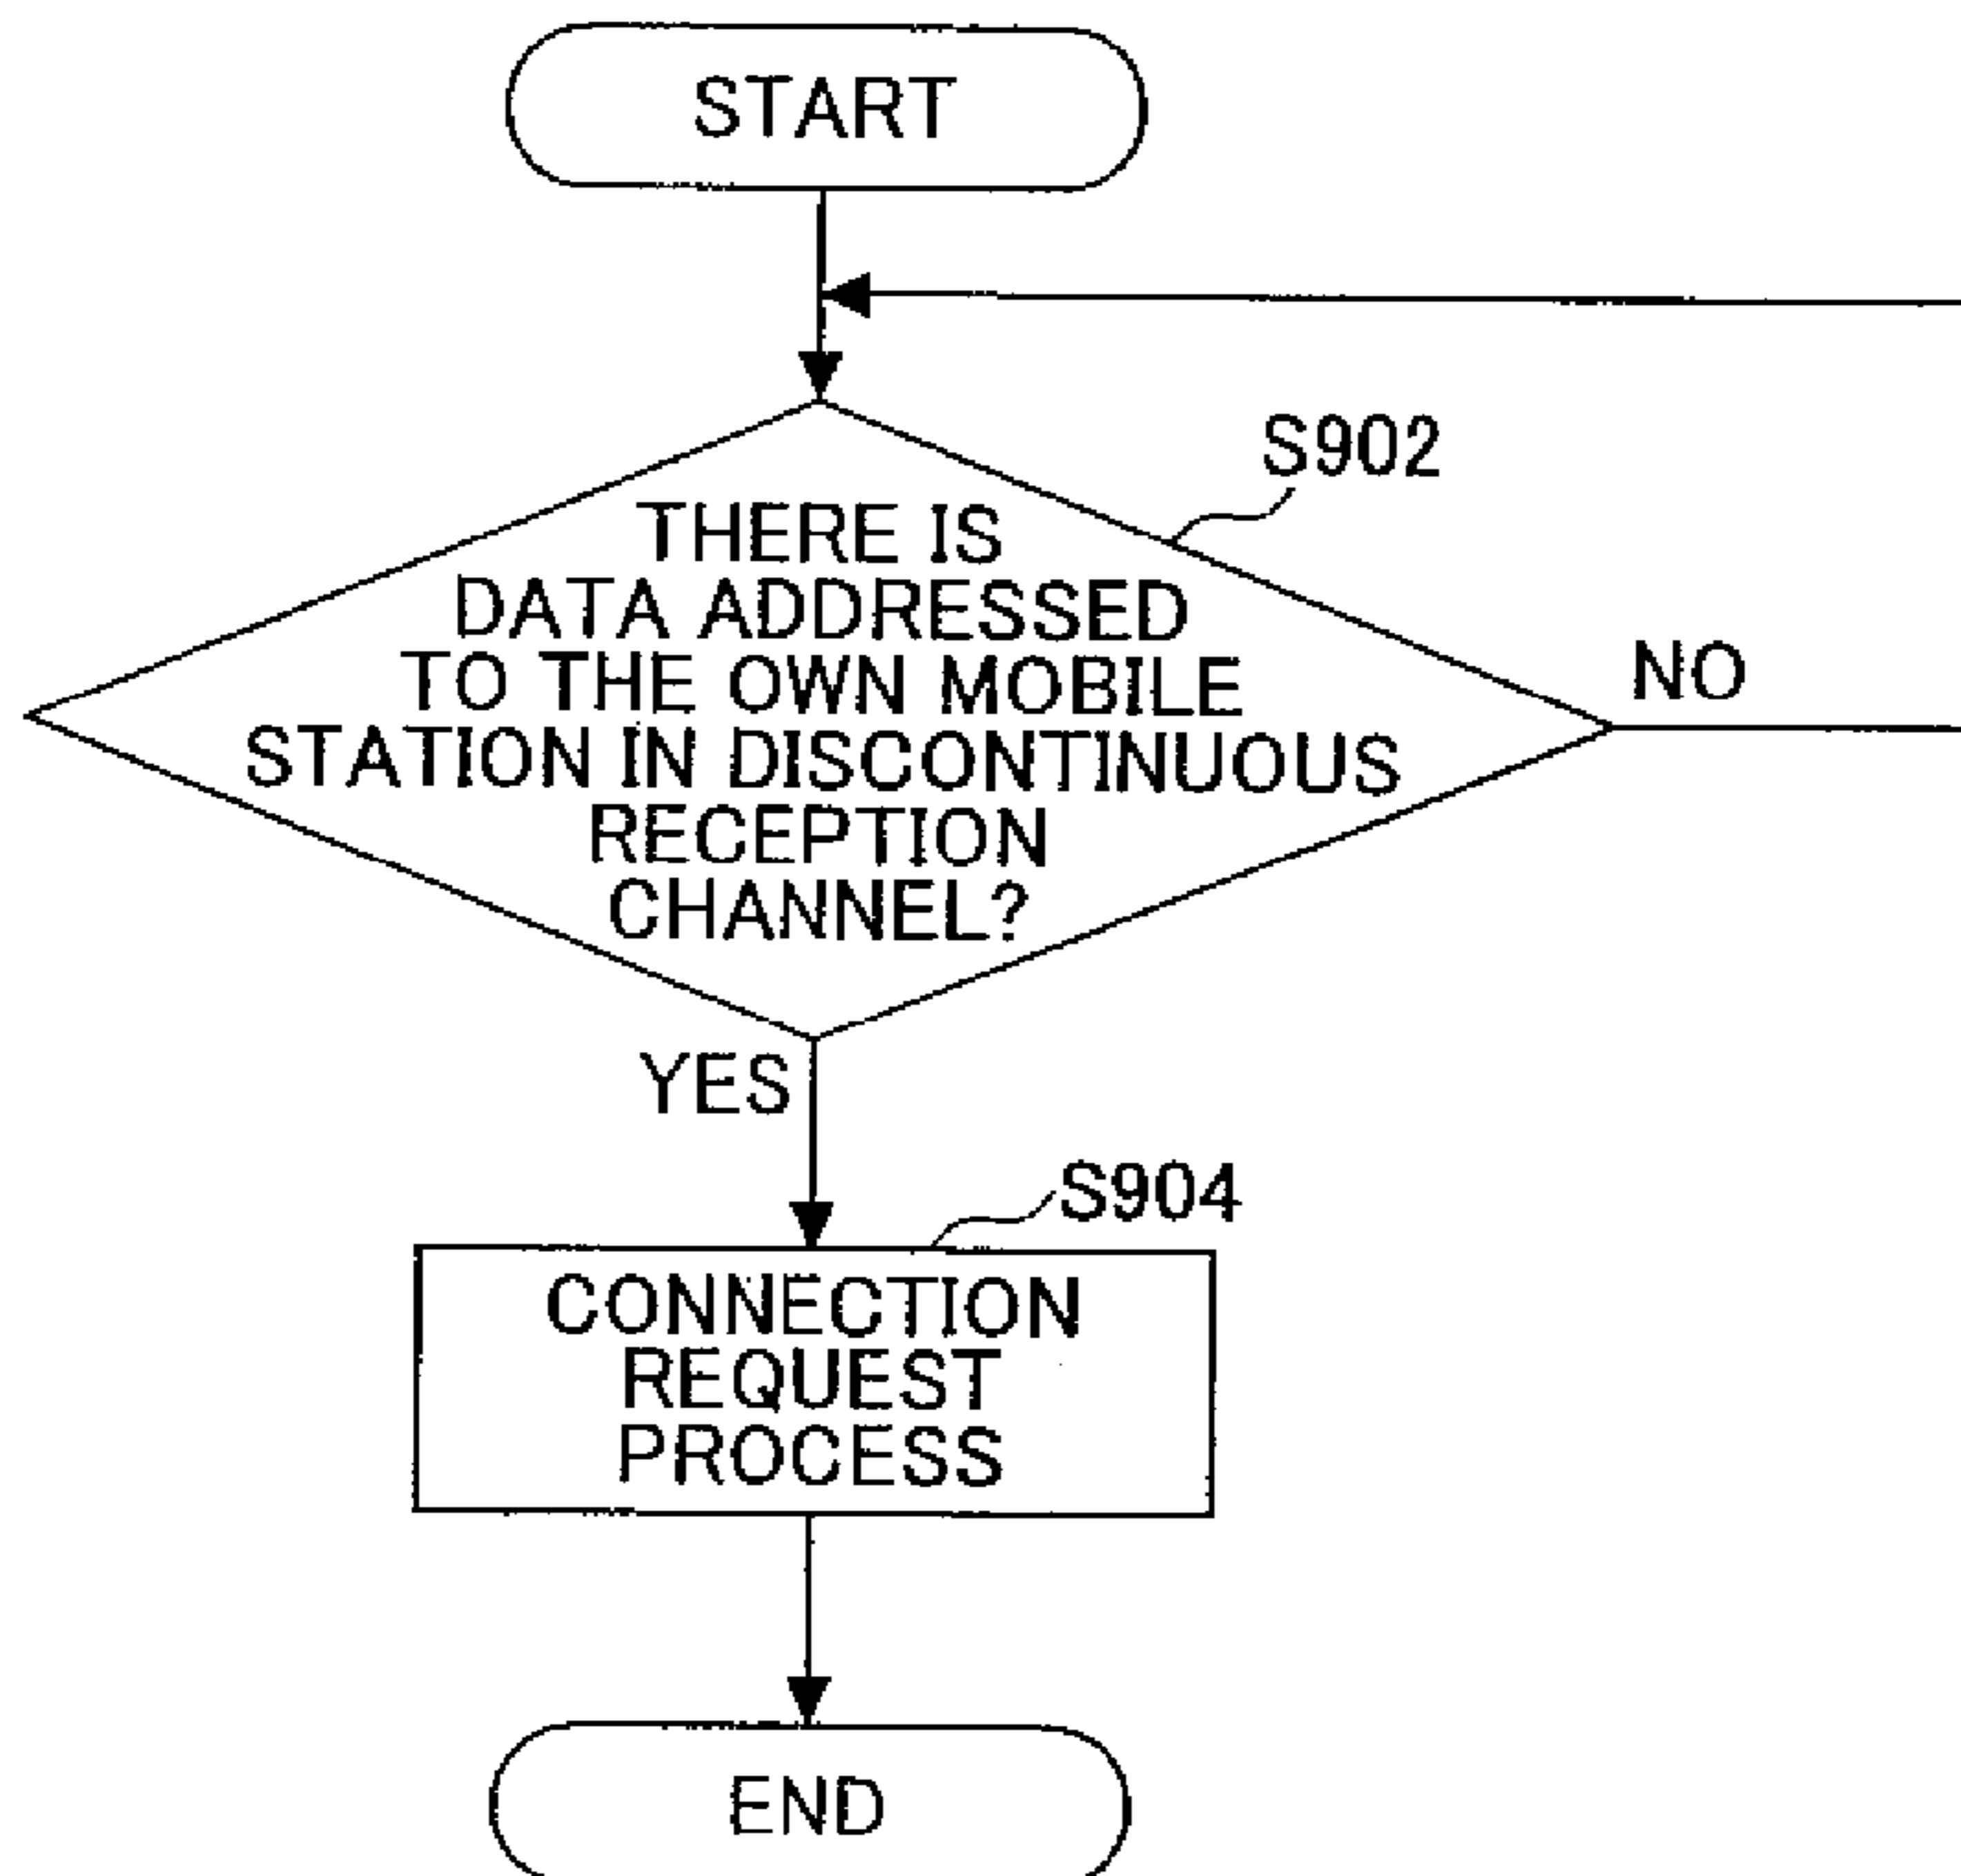 START
S902
THERE IS
DATA ADDRESSED
TO THE OWN MOBILE
STATION IN DISCONTINUOUS
RECEPTION
CHANNEL?
NO
YES
S904
CONNECTION
REQUEST
PROCESS
END